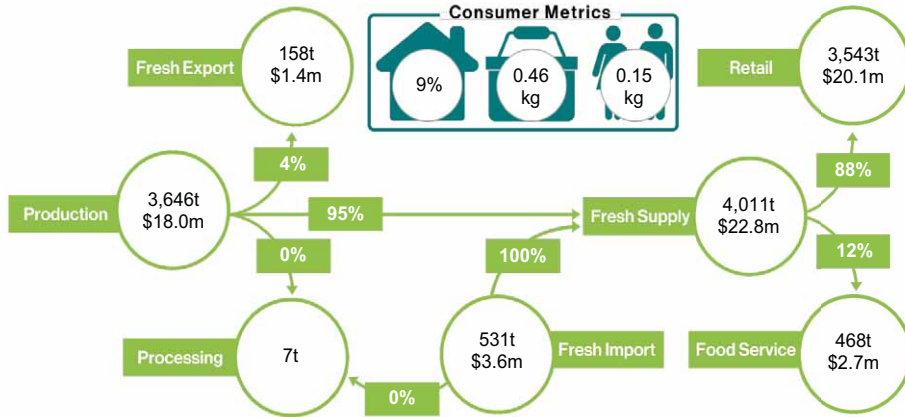 Consumer Metrics
Fresh Export
158t
$1.4m
9%
0.46
kg
0.15
kg
Retail
3,543t
$20.1m
4%
88%
Production
3,646t
$18.0m
95%
Fresh Supply
4,011t
$22.8m
0%
100%
12%
Processing
7t
531t
$3.6m
Fresh Import
Food Service
468t
$2.7m
0%